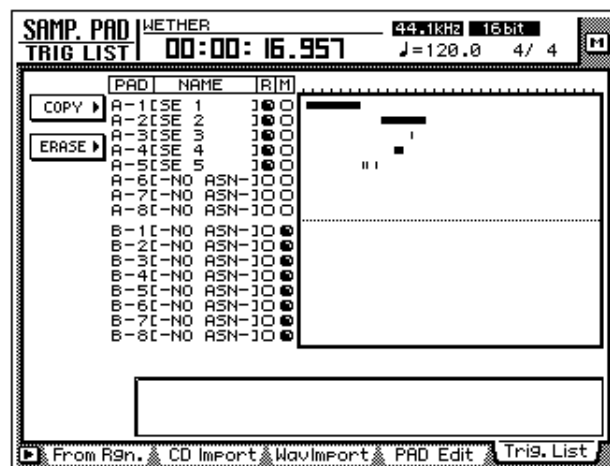 SAMP. PAD
TRIG LIST
WETHER
00:00: 16.957
44.1kHz 16bit
♩=120.0 4/ 4
M
PAD NAME R M
COPY
ERASE
A-1[SE 1 ]
A-2[SE 2 ]
A-3[SE 3 ]
A-4[SE 4 ]
A-5[SE 5 ]
A-6[-NO ASN-]
A-7[-NO ASN-]
A-8[-NO ASN-]
B-1[-NO ASN-]
B-2[-NO ASN-]
B-3[-NO ASN-]
B-4[-NO ASN-]
B-5[-NO ASN-]
B-6[-NO ASN-]
B-7[-NO ASN-]
B-8[-NO ASN-]
From Rgn. CD Import WavImport PAD Edit Trig. List